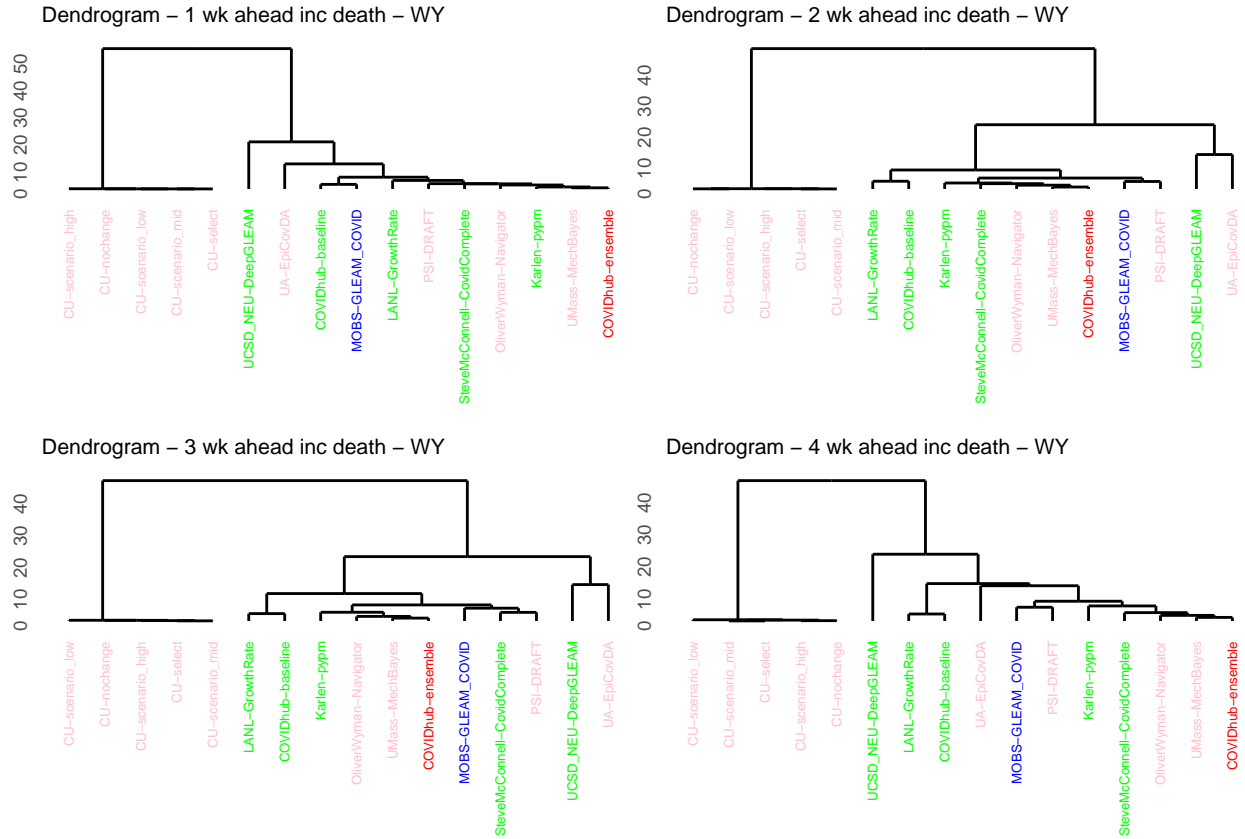 Dendrogram − 1 wk ahead inc death − WY
0 10 20 30 40 50
CU−scenario_high
CU−nochange
CU−scenario_low
CU−scenario_mid
CU−select
UCSD_NEU−DeepGLEAM
UA−EpiCovDA
COVIDhub−baseline
MOBS−GLEAM_COVID
LANL−GrowthRate
PSI−DRAFT
SteveMcConnell−CovidComplete
OliverWyman−Navigator
Karlen−pypm
UMass−MechBayes
COVIDhub−ensemble
Dendrogram − 2 wk ahead inc death − WY
0 10 20 30 40
CU−nochange
CU−scenario_low
CU−scenario_high
CU−select
CU−scenario_mid
LANL−GrowthRate
COVIDhub−baseline
Karlen−pypm
SteveMcConnell−CovidComplete
OliverWyman−Navigator
UMass−MechBayes
COVIDhub−ensemble
MOBS−GLEAM_COVID
PSI−DRAFT
UCSD_NEU−DeepGLEAM
UA−EpiCovDA
Dendrogram − 3 wk ahead inc death − WY
0 10 20 30 40
CU−scenario_low
CU−nochange
CU−scenario_high
CU−select
CU−scenario_mid
LANL−GrowthRate
COVIDhub−baseline
Karlen−pypm
OliverWyman−Navigator
UMass−MechBayes
COVIDhub−ensemble
MOBS−GLEAM_COVID
SteveMcConnell−CovidComplete
PSI−DRAFT
UCSD_NEU−DeepGLEAM
UA−EpiCovDA
Dendrogram − 4 wk ahead inc death − WY
0 10 20 30 40
CU−scenario_low
CU−scenario_mid
CU−select
CU−scenario_high
CU−nochange
UCSD_NEU−DeepGLEAM
LANL−GrowthRate
COVIDhub−baseline
UA−EpiCovDA
MOBS−GLEAM_COVID
PSI−DRAFT
Karlen−pypm
SteveMcConnell−CovidComplete
OliverWyman−Navigator
UMass−MechBayes
COVIDhub−ensemble